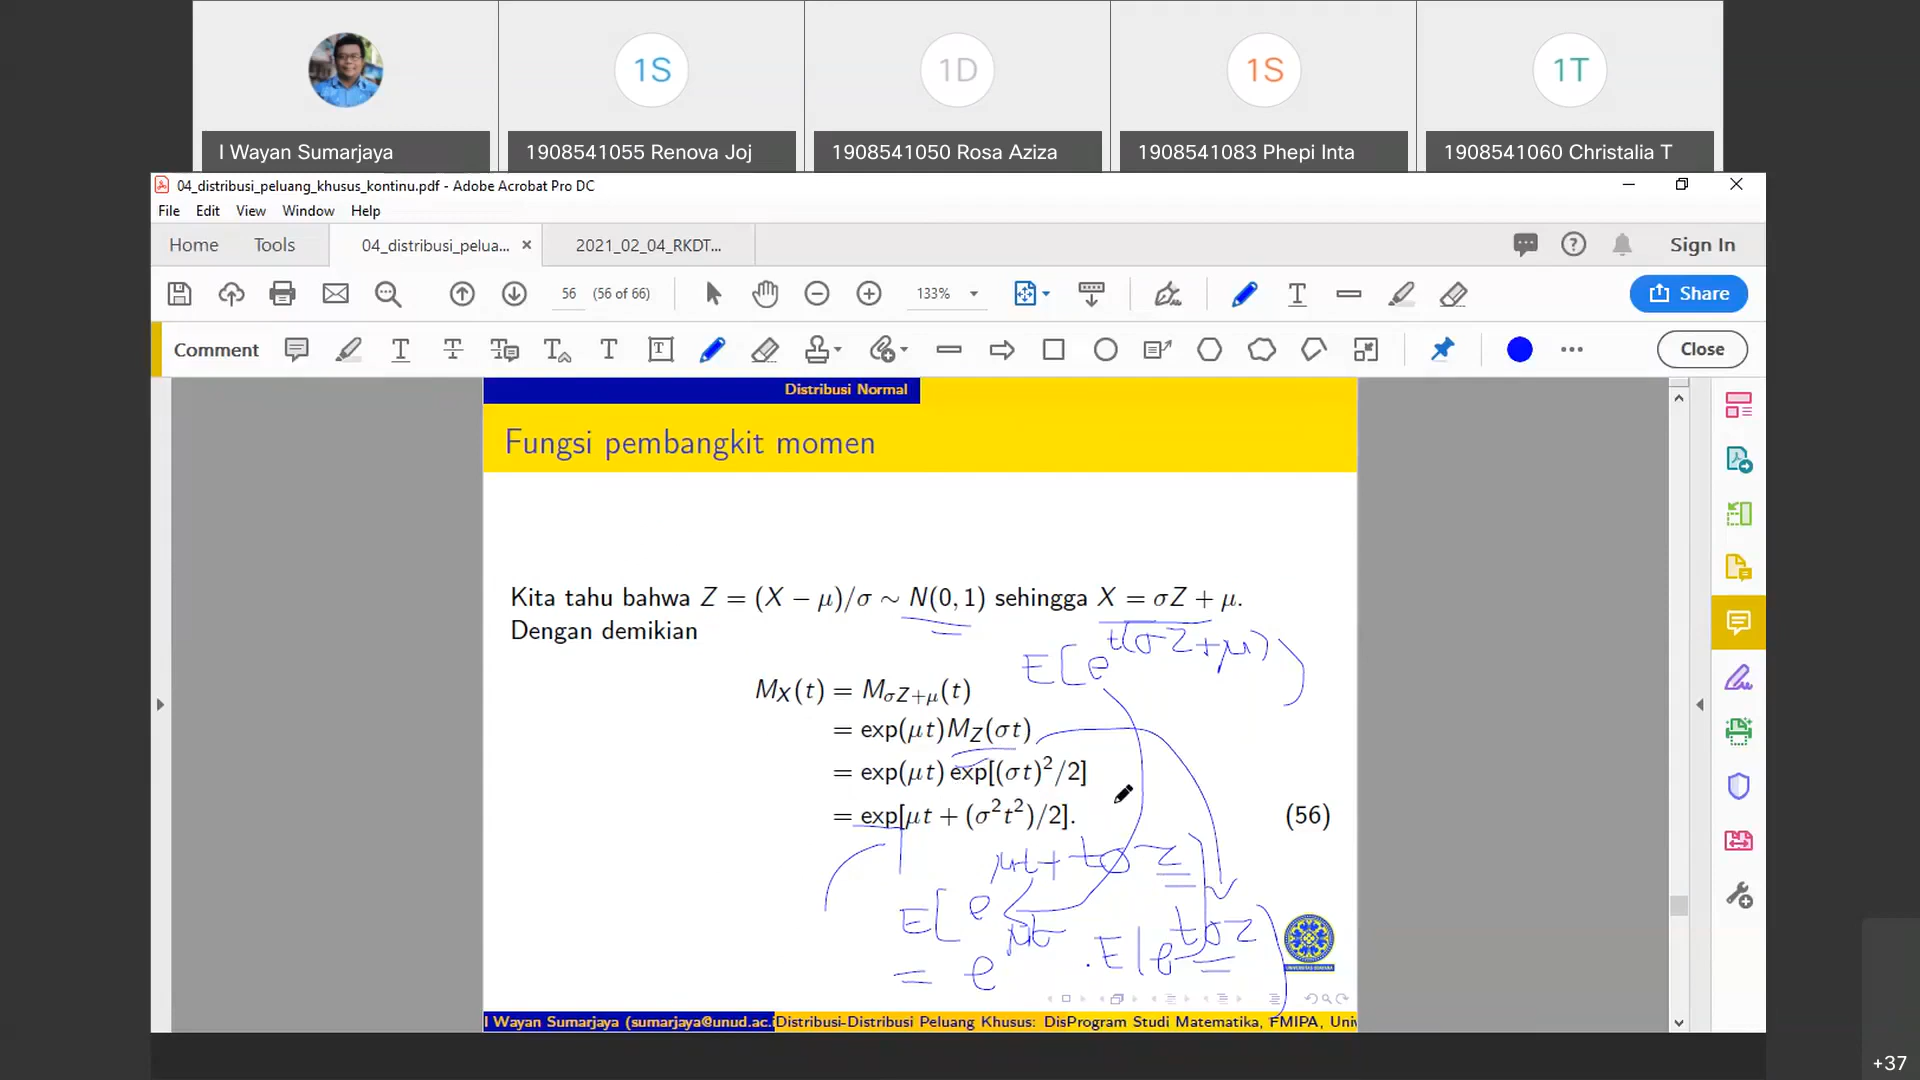 1S
1D
1S
1T
I Wayan Sumarjaya
1908541055 Renova Joj
1908541050 Rosa Aziza
1908541083 Phepi Inta
1908541060 Christalia T
04_distribusi_peluang_khusus_kontinu.pdf - Adobe Acrobat Pro DC
File Edit View Window Help
Home Tools 04_distribusi_pelua... × 2021_02_04_RKDT... Sign In
56 (56 of 66) 133% Share
Comment Close
Distribusi Normal
Fungsi pembangkit momen
Kita tahu bahwa Z = (X − μ)/σ ∼ N(0, 1) sehingga X = σZ + μ.
Dengan demikian
E[e^{t(σZ+μ)}]
M_X(t) = M_{σZ+μ}(t)
= exp(μt)M_Z(σt)
= exp(μt) exp[(σt)²/2]
= exp[μt + (σ²t²)/2]. (56)
E[e^{μt + tσZ}]
= e^{μt} . E[e^{tσZ}]
UNIVERSITAS UDAYANA
I Wayan Sumarjaya (sumarjaya@unud.ac.i Distribusi-Distribusi Peluang Khusus: Dis Program Studi Matematika, FMIPA, Univ
+37